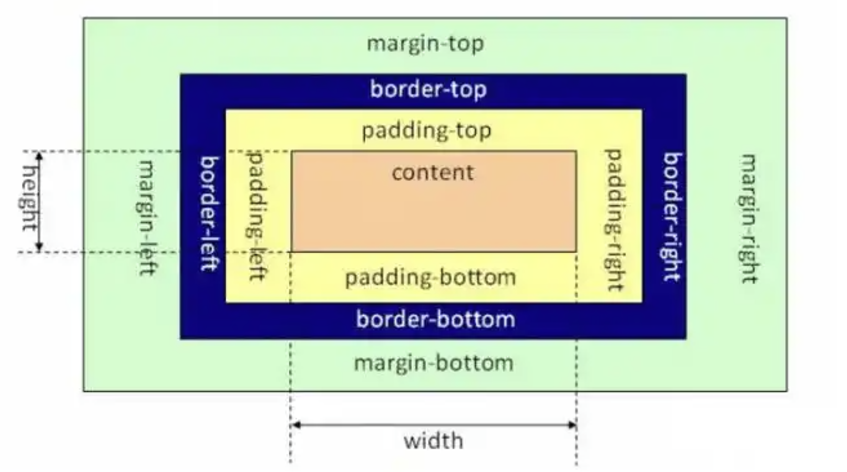 margin-top
border-top
padding-top
content
height
margin-left
border-left
padding-left
padding-right
border-right
margin-right
padding-bottom
border-bottom
margin-bottom
width